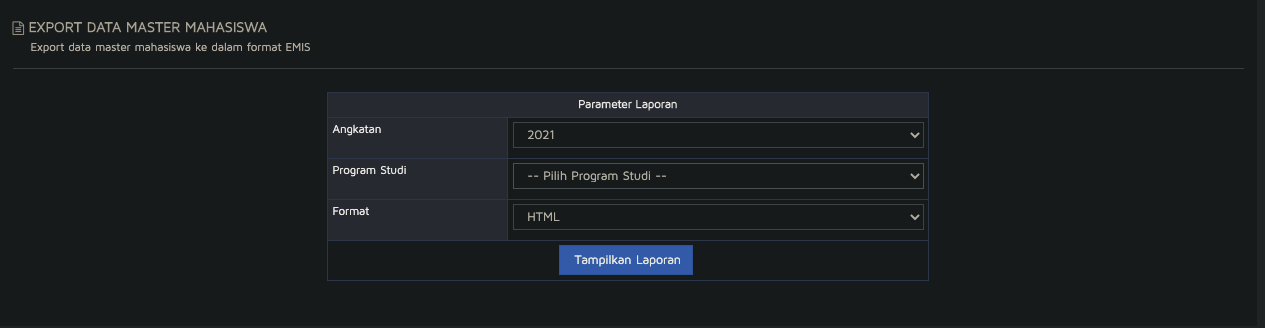 EXPORT DATA MASTER MAHASISWA
Export data master mahasiswa ke dalam format EMIS
Parameter Laporan
Angkatan
2021
Program Studi
-- Pilih Program Studi --
Format
HTML
Tampilkan Laporan